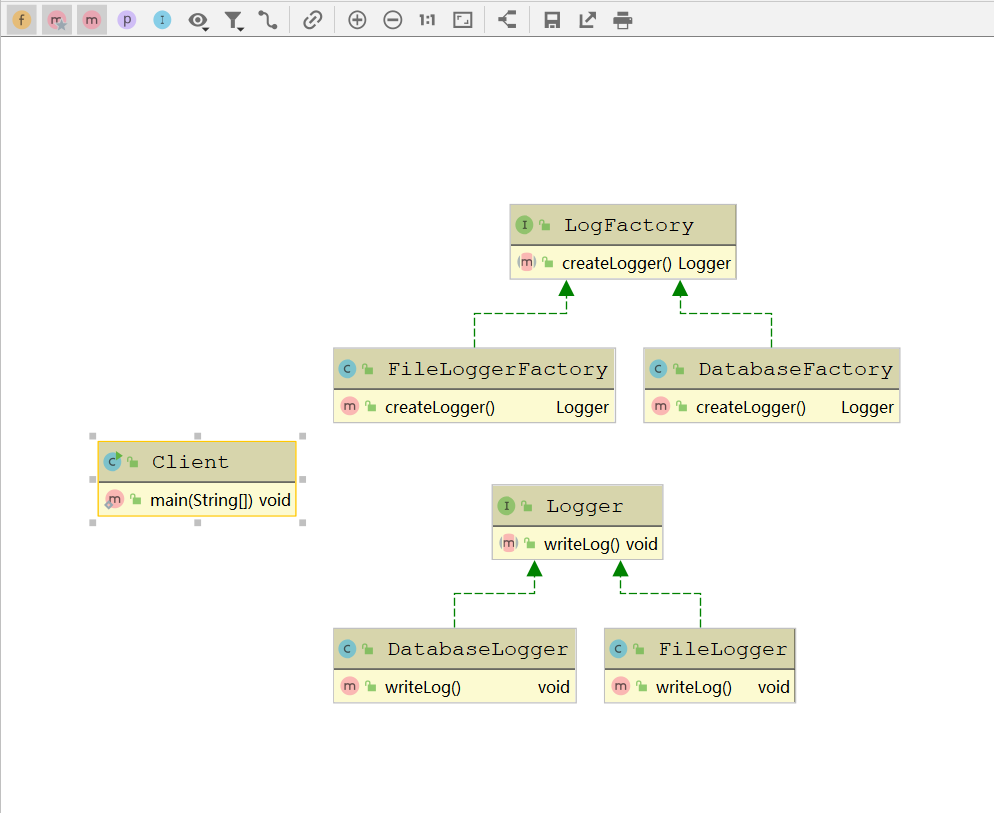 f m m p I 1:1
I LogFactory
m createLogger() Logger
C FileLoggerFactory
m createLogger() Logger
C DatabaseFactory
m createLogger() Logger
C Client
m main(String[]) void
I Logger
m writeLog() void
C DatabaseLogger
m writeLog() void
C FileLogger
m writeLog() void